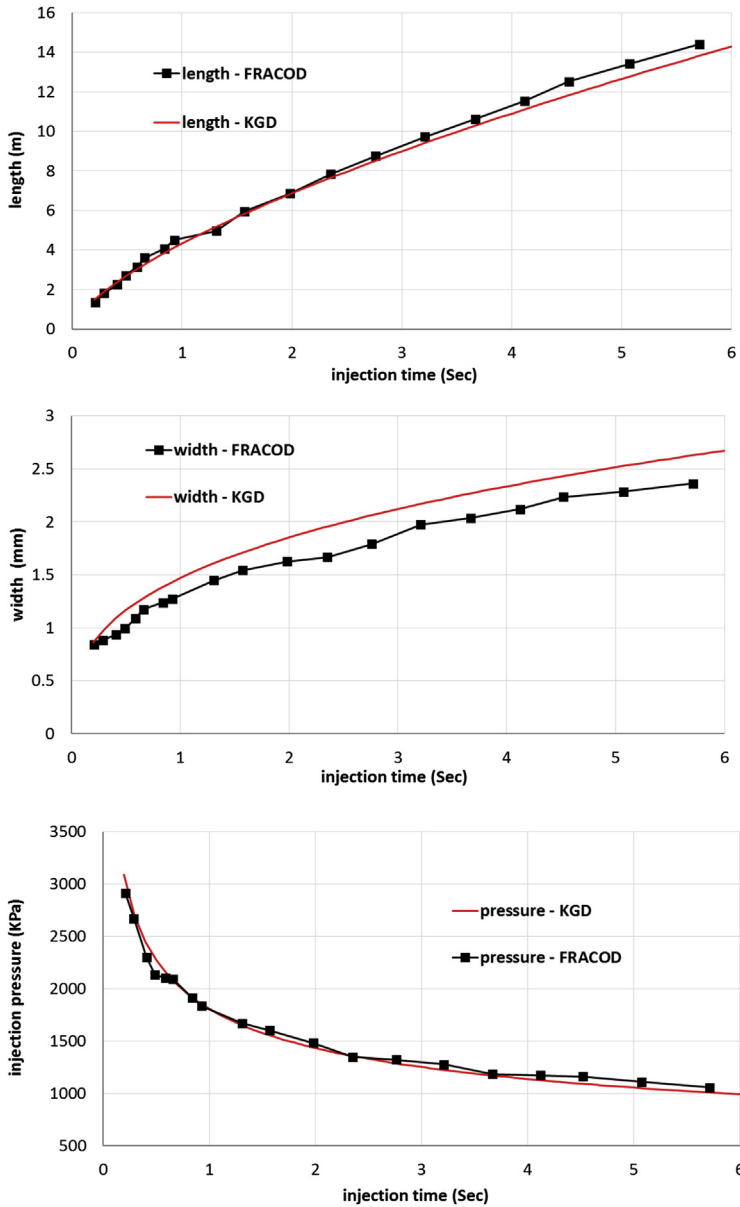 16
14
12
10
8
6
4
2
0
length (m)
length - FRACOD
length - KGD
0 1 2 3 4 5 6
injection time (Sec)
3
2.5
2
1.5
1
0.5
0
width (mm)
width - FRACOD
width - KGD
0 1 2 3 4 5 6
injection time (Sec)
3500
3000
2500
2000
1500
1000
500
injection pressure (KPa)
pressure - KGD
pressure - FRACOD
0 1 2 3 4 5 6
injection time (Sec)